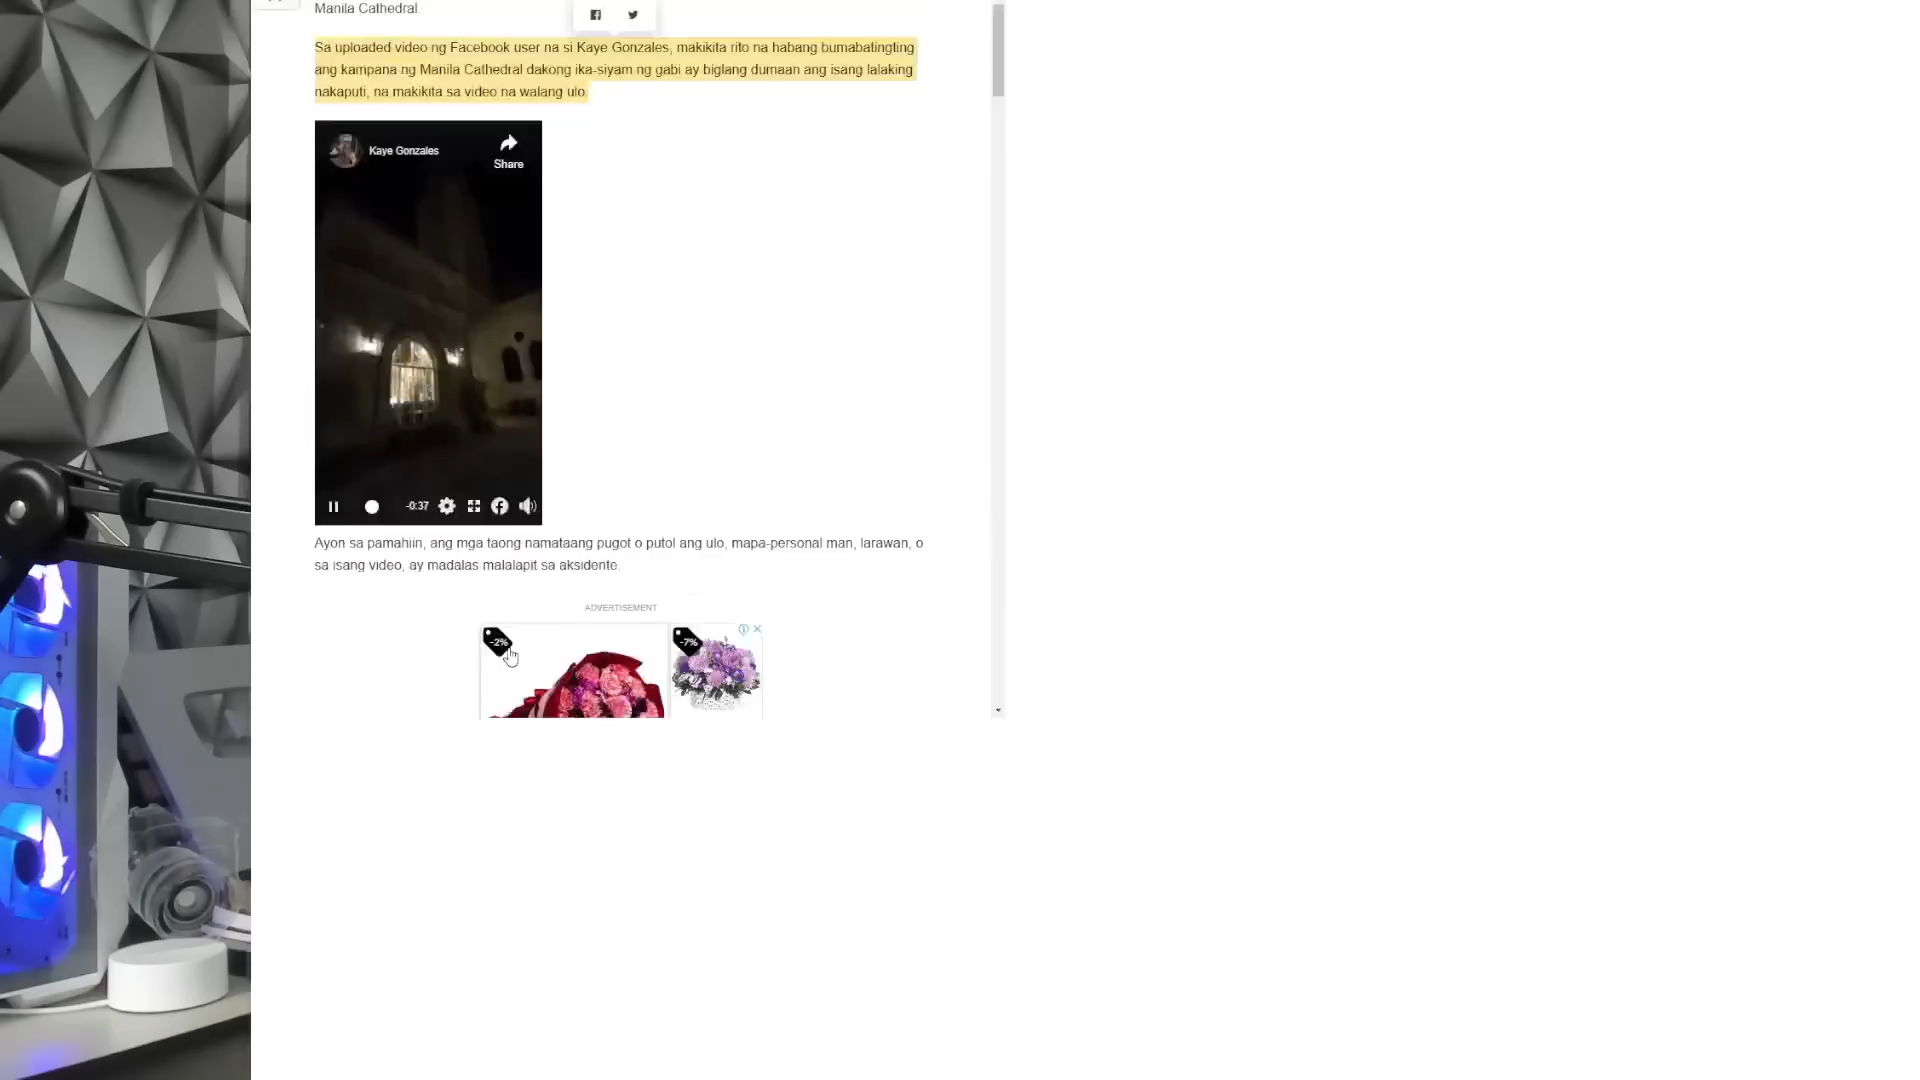 Manila Cathedral.
Sa uploaded video ng Facebook user na si Kaye Gonzales, makikita rito na habang bumabatingting
ang kampana ng Manila Cathedral dakong ika-siyam ng gabi ay biglang dumaan ang isang lalaking
nakaputi, na makikita sa video na walang ulo.
Kaye Gonzales
Share
-0:37
Ayon sa pamahiin, ang mga taong namataang pugot o putol ang ulo, mapa-personal man, larawan, o
sa isang video, ay madalas malalapit sa aksidente.
ADVERTISEMENT
-2%
-7%